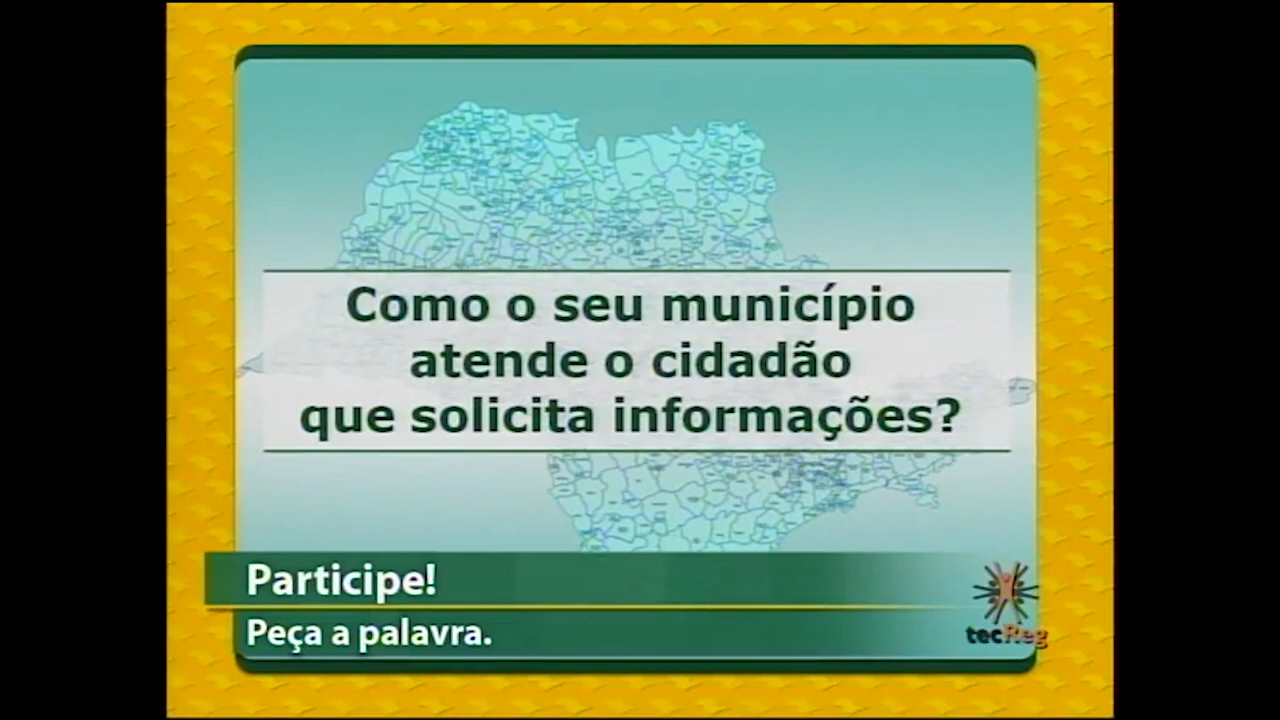 Como o seu município
atende o cidadão
que solicita informações?
Participe!
Peça a palavra.
tecReg